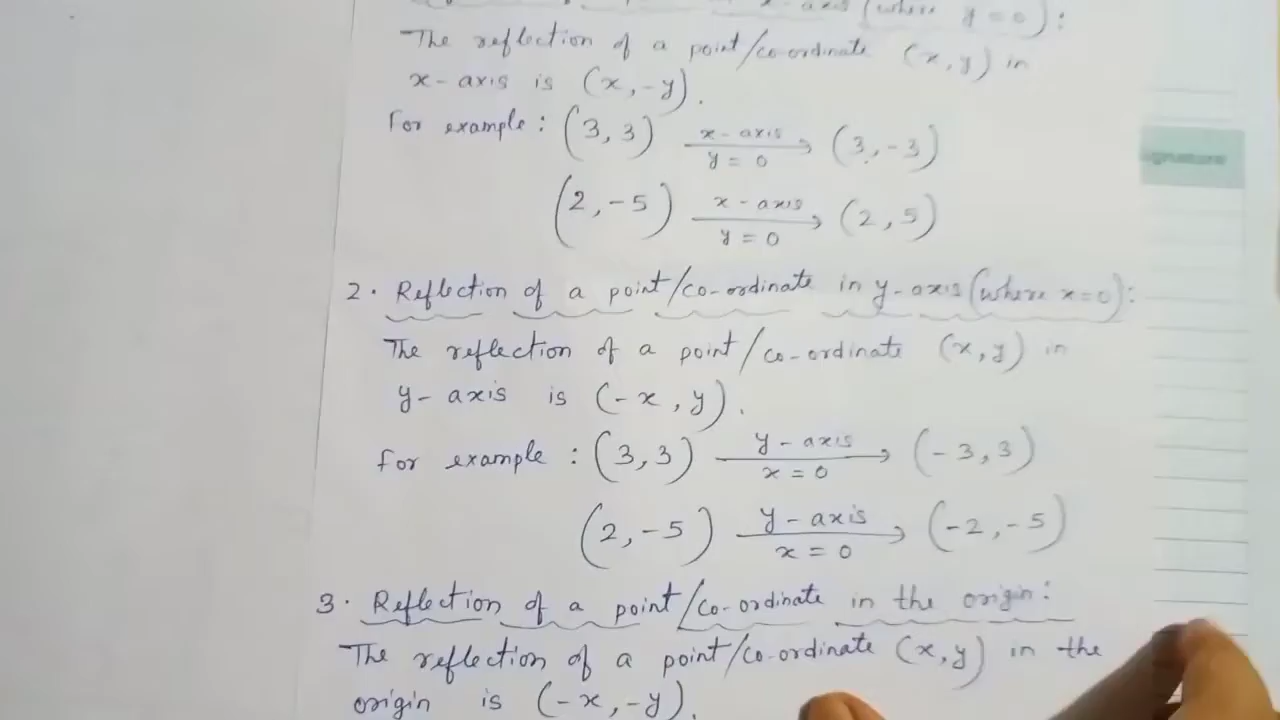 x-axis (where y=0):
The reflection of a point/co-ordinate (x,y) in
x-axis is (x,-y).
For example: (3,3) x-axis y=0 → (3,-3)
(2,-5) x-axis y=0 → (2,5)
2. Reflection of a point/co-ordinate in y-axis (where x=0):
The reflection of a point/co-ordinate (x,y) in
y-axis is (-x,y).
For example: (3,3) y-axis x=0 → (-3,3)
(2,-5) y-axis x=0 → (-2,-5)
3. Reflection of a point/co-ordinate in the origin:
The reflection of a point/co-ordinate (x,y) in the
origin is (-x,-y).